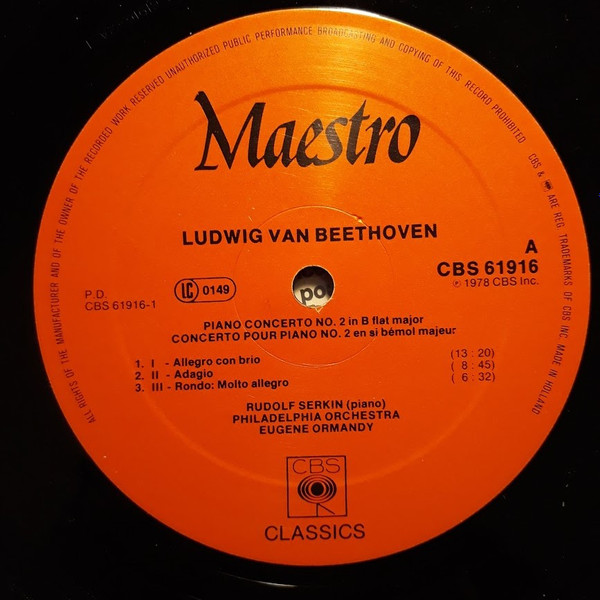 ALL RIGHTS OF THE MANUFACTURER AND OF THE OWNER OF THE RECORDED WORK RESERVED UNAUTHORIZED PUBLIC PERFORMANCE BROADCASTING AND COPYING OF THIS RECORD PROHIBITED CBS & ARE REG. TRADEMARKS OF CBS INC. MADE IN HOLLAND
Maestro
LUDWIG VAN BEETHOVEN
A
CBS 61916
℗ 1978 CBS Inc.
P.D.
CBS 61916-1
LC 0149
po
PIANO CONCERTO NO. 2 in B flat major
CONCERTO POUR PIANO NO. 2 en si bémol majeur
1. I - Allegro con brio (13 : 20)
2. II - Adagio ( 8 : 45)
3. III - Rondo: Molto allegro ( 6 : 32)
RUDOLF SERKIN (piano)
PHILADELPHIA ORCHESTRA
EUGENE ORMANDY
CBS
CLASSICS